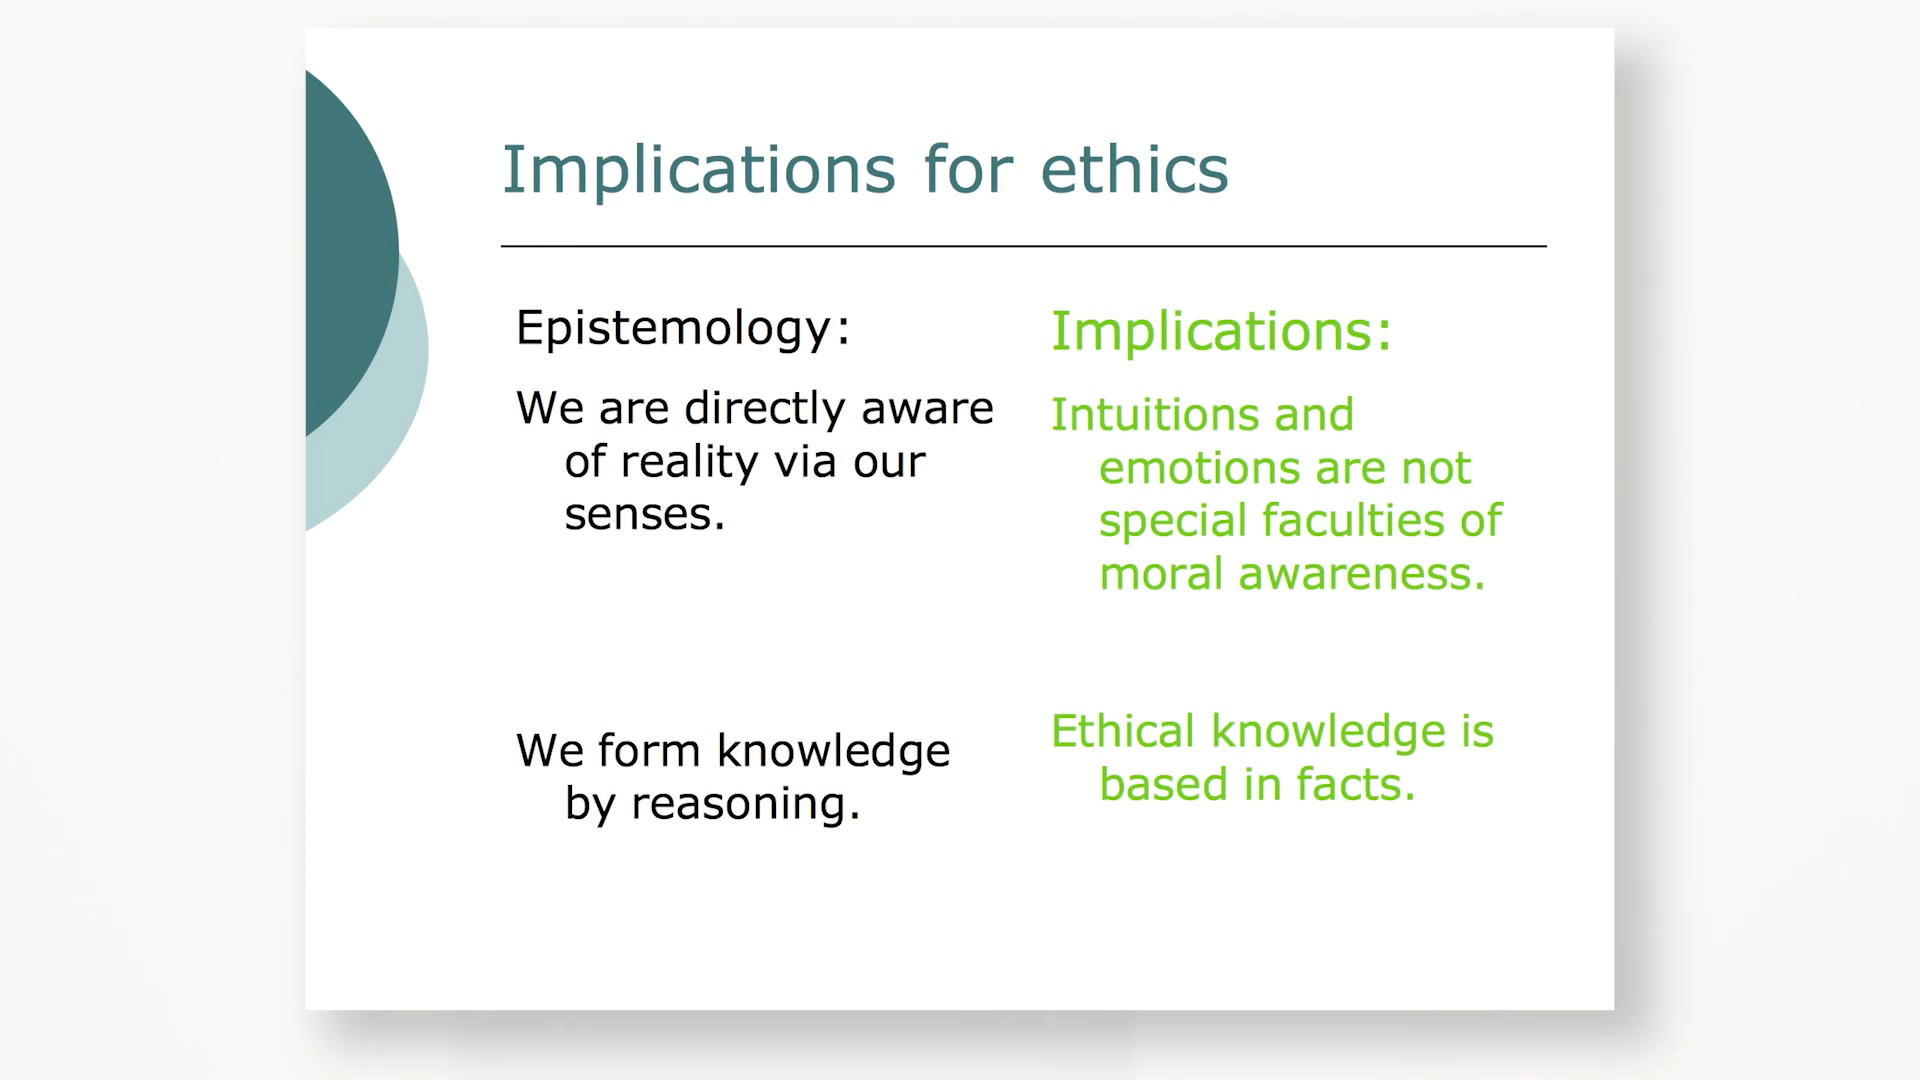 Implications for ethics
Epistemology:
We are directly aware
of reality via our
senses.
We form knowledge
by reasoning.
Implications:
Intuitions and
emotions are not
special faculties of
moral awareness.
Ethical knowledge is
based in facts.